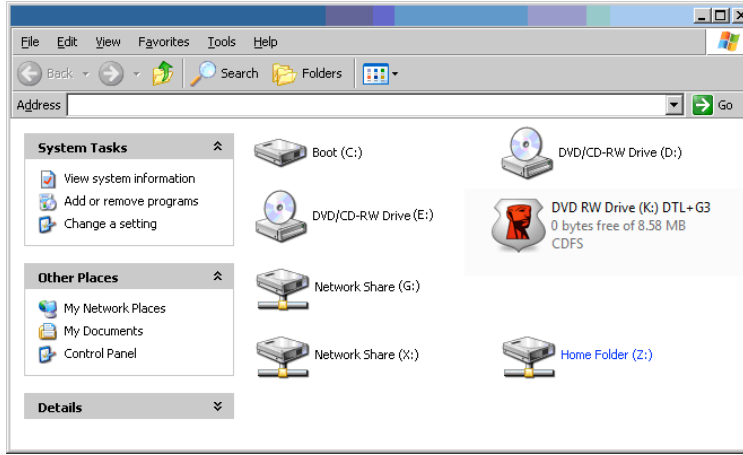 File Edit View Favorites Tools Help
Back Search Folders
Address Go
System Tasks
View system information
Add or remove programs
Change a setting
Other Places
My Network Places
My Documents
Control Panel
Details
Boot (C:)
DVD/CD-RW Drive (D:)
DVD/CD-RW Drive (E:)
DVD RW Drive (K:) DTL+G3
0 bytes free of 8.58 MB
CDFS
Network Share (G:)
Network Share (X:)
Home Folder (Z:)